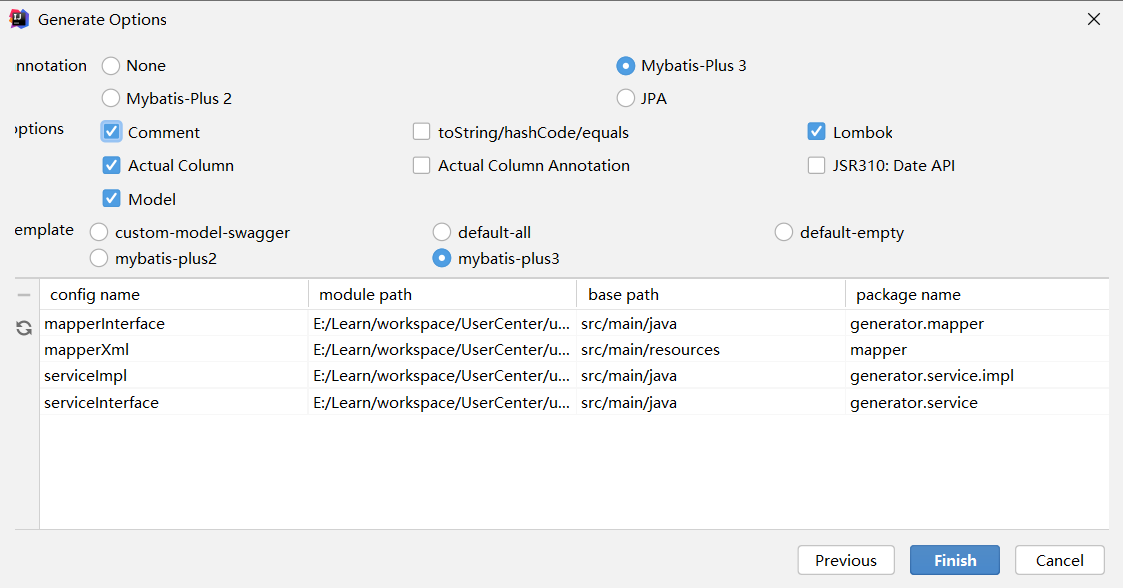 Generate Options
nnotation None Mybatis-Plus 3
Mybatis-Plus 2 JPA
options Comment toString/hashCode/equals Lombok
Actual Column Actual Column Annotation JSR310: Date API
Model
emplate custom-model-swagger default-all default-empty
mybatis-plus2 mybatis-plus3
config name module path base path package name
mapperInterface E:/Learn/workspace/UserCenter/u... src/main/java generator.mapper
mapperXml E:/Learn/workspace/UserCenter/u... src/main/resources mapper
serviceImpl E:/Learn/workspace/UserCenter/u... src/main/java generator.service.impl
serviceInterface E:/Learn/workspace/UserCenter/u... src/main/java generator.service
Previous Finish Cancel